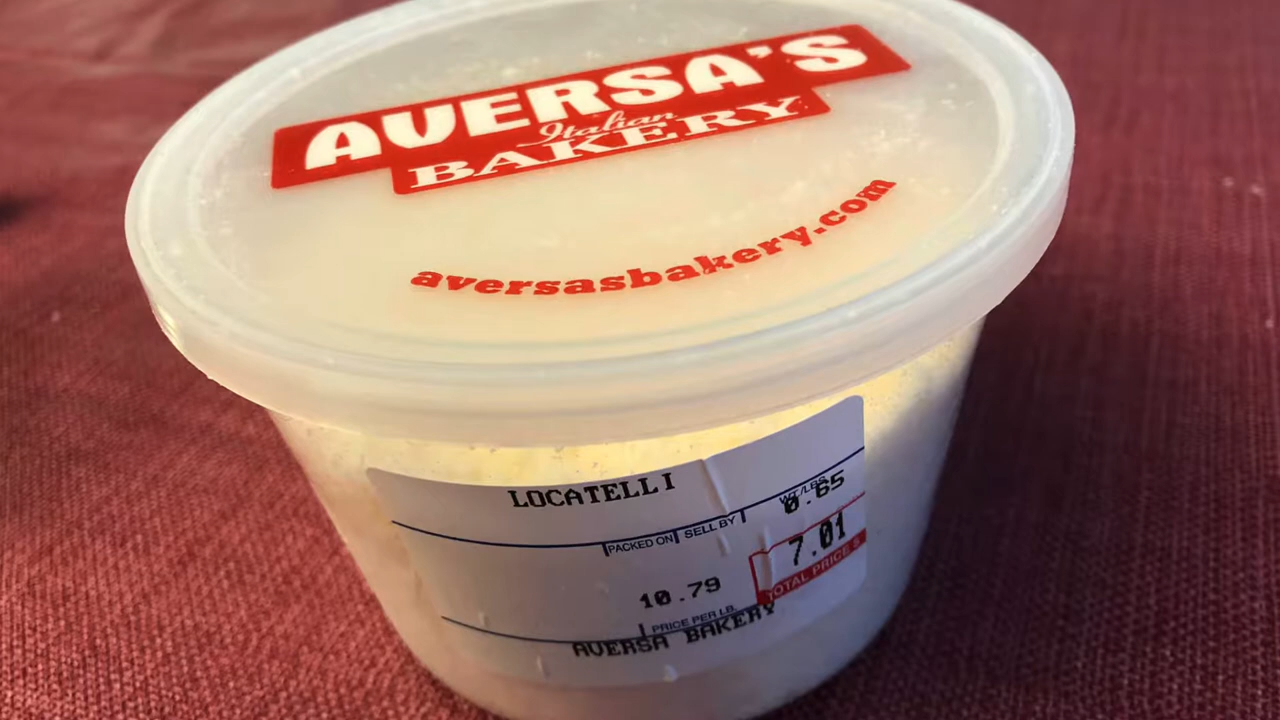 AVERSA'S
Italian
BAKERY
aversasbakery.com
LOCATELLI
WT/LBS
0.65
PACKED ON SELL BY
7.01
TOTAL PRICE $
10.79
PRICE PER LB.
AVERSA BAKERY